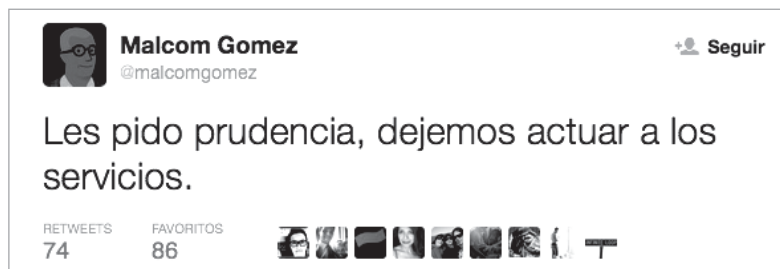 Malcom Gomez
Seguir
@malcomgomez
Les pido prudencia, dejemos actuar a los
servicios.
RETWEETS FAVORITOS
74 86